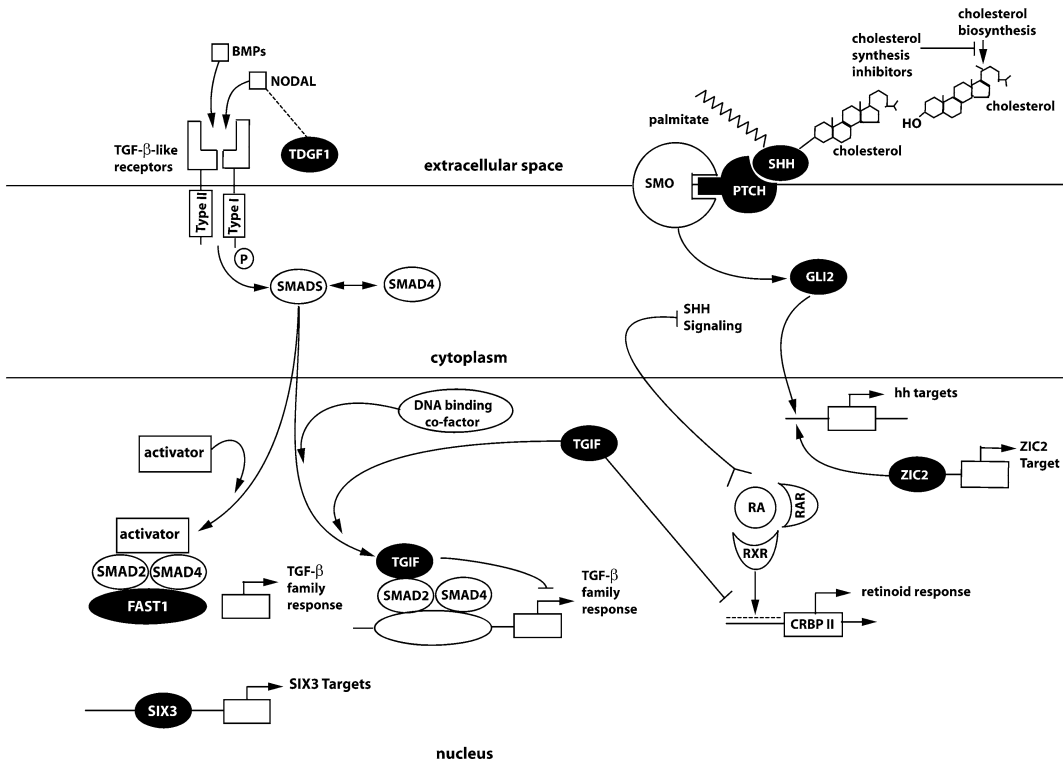 cholesterol
biosynthesis
cholesterol
synthesis
inhibitors
cholesterol
HO
BMPs
NODAL
palmitate
TGF-β-like
receptors
TDGF1
extracellular space
cholesterol
SHH
SMO
PTCH
Type II
Type I
P
SMADS
SMAD4
GLI2
SHH
Signaling
cytoplasm
hh targets
DNA binding
co-factor
activator
TGIF
ZIC2
ZIC2
Target
RA
RAR
RXR
activator
SMAD2
SMAD4
FAST1
TGF-β
family
response
TGIF
SMAD2
SMAD4
TGF-β
family
response
retinoid response
CRBP II
SIX3 Targets
SIX3
nucleus